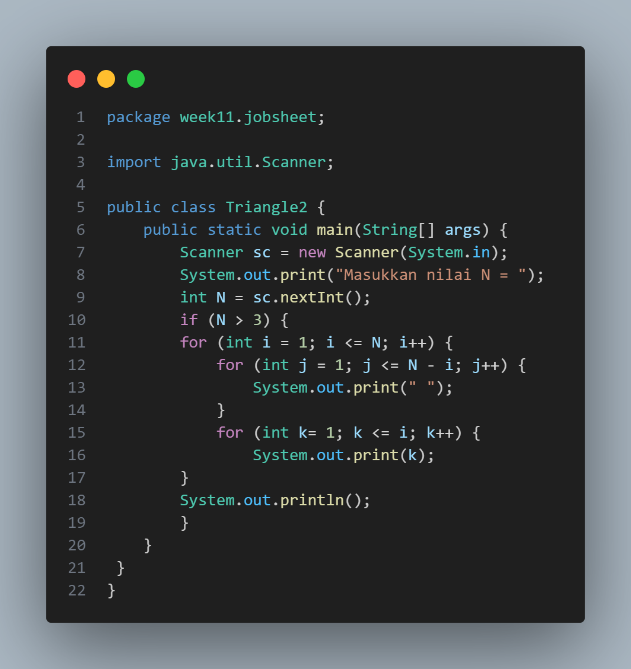 1 package week11.jobsheet;
2
3 import java.util.Scanner;
4
5 public class Triangle2 {
6     public static void main(String[] args) {
7         Scanner sc = new Scanner(System.in);
8         System.out.print("Masukkan nilai N = ");
9         int N = sc.nextInt();
10         if (N > 3) {
11         for (int i = 1; i <= N; i++) {
12             for (int j = 1; j <= N - i; j++) {
13                 System.out.print(" ");
14             }
15             for (int k= 1; k <= i; k++) {
16                 System.out.print(k);
17         }
18         System.out.println();
19         }
20     }
21  }
22 }